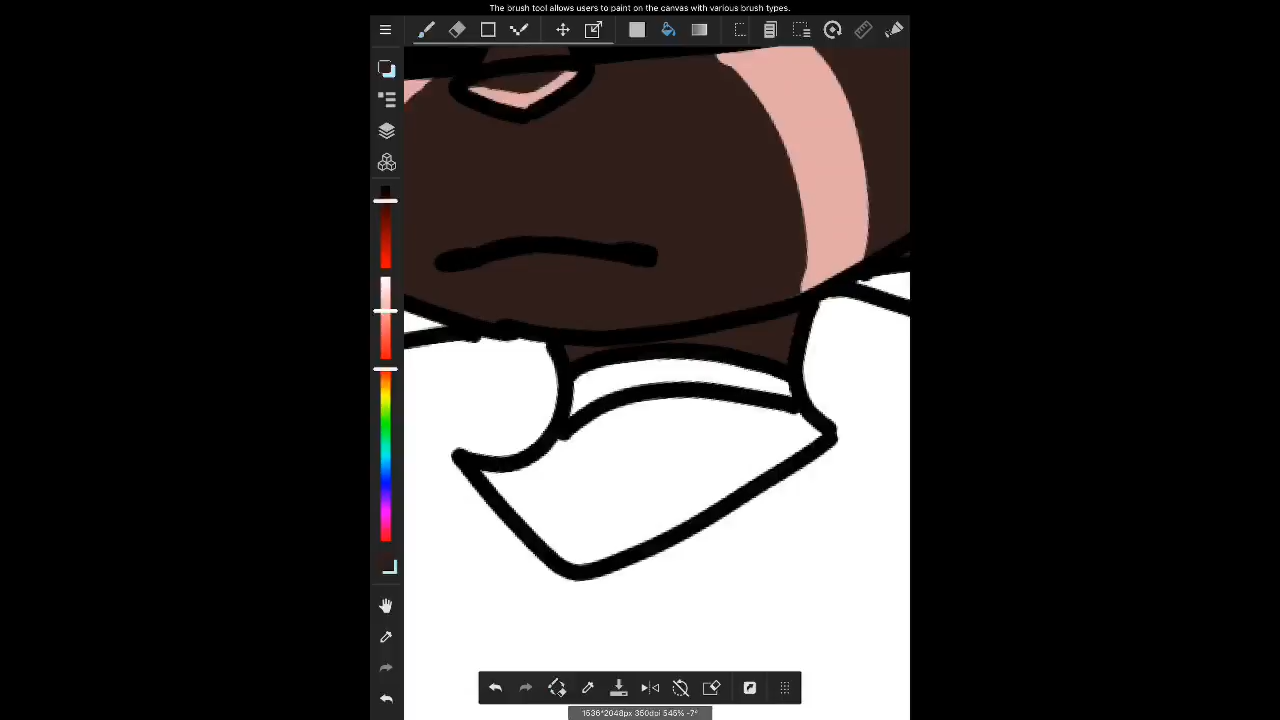 The brush tool allows users to paint on the canvas with various brush types.
1536*2048px 350dpi 545% -7°